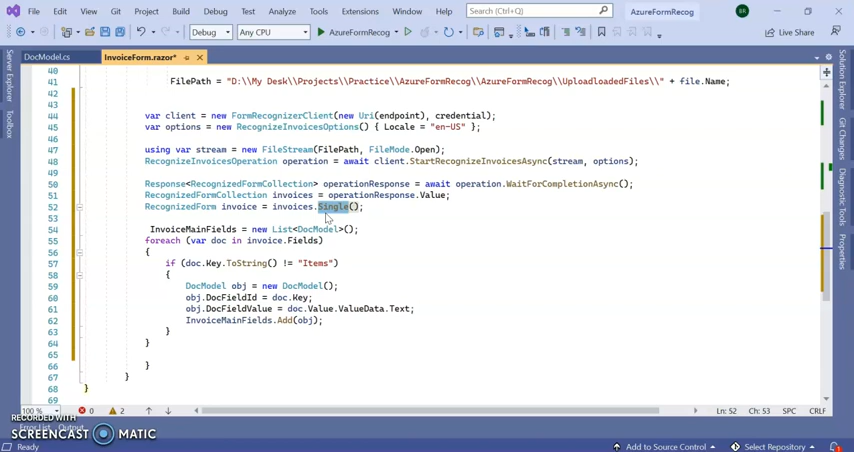 File Edit View Git Project Build Debug Test Analyze Tools Extensions Window Help Search (Ctrl+Q) AzureFormRecog BR
Debug Any CPU AzureFormRecog Live Share
DocModel.cs InvoiceForm.razor*
Server Explorer
Toolbox
Solution Explorer
Git Changes
Diagnostic Tools
Properties
40
41 FilePath = "D:\\My Desk\\Projects\\Practice\\AzureFormRecog\\AzureFormRecog\\UploadloadedFiles\\" + file.Name;
42
43
44 var client = new FormRecognizerClient(new Uri(endpoint), credential);
45 var options = new RecognizeInvoicesOptions() { Locale = "en-US" };
46
47 using var stream = new FileStream(FilePath, FileMode.Open);
48 RecognizeInvoicesOperation operation = await client.StartRecognizeInvoicesAsync(stream, options);
49
50 Response<RecognizedFormCollection> operationResponse = await operation.WaitForCompletionAsync();
51 RecognizedFormCollection invoices = operationResponse.Value;
52 RecognizedForm invoice = invoices.Single();
53
54 InvoiceMainFields = new List<DocModel>();
55 foreach (var doc in invoice.Fields)
56 {
57 if (doc.Key.ToString() != "Items")
58 {
59 DocModel obj = new DocModel();
60 obj.DocFieldId = doc.Key;
61 obj.DocFieldValue = doc.Value.ValueData.Text;
62 InvoiceMainFields.Add(obj);
63 }
64 }
65
66 }
67 }
68 }
69
100 % 0 2 Ln: 52 Ch: 53 SPC CRLF
Error List Output
RECORDED WITH
SCREENCAST MATIC
Ready Add to Source Control Select Repository 1